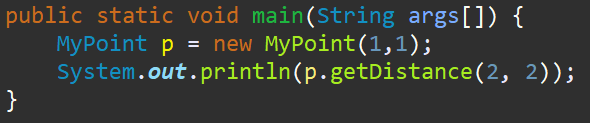 public static void main(String args[]) {
    MyPoint p = new MyPoint(1,1);
    System.out.println(p.getDistance(2, 2));
}